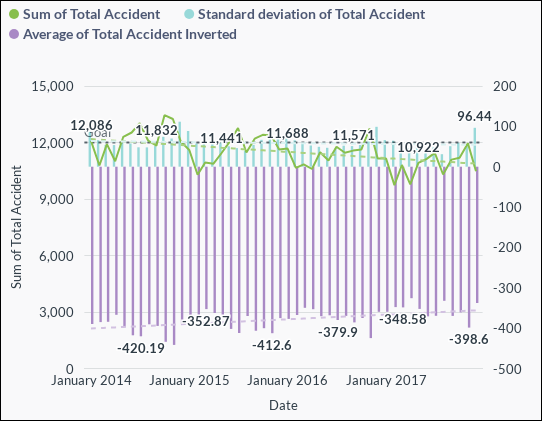 Sum of Total Accident
Standard deviation of Total Accident
Average of Total Accident Inverted
15,000
12,000
9,000
6,000
3,000
0
Sum of Total Accident
200
100
0
-100
-200
-300
-400
-500
Goal
12,086
11,832
11,441
11,688
11,571
10,922
96.44
-420.19
-352.87
-412.6
-379.9
-348.58
-398.6
January 2014
January 2015
January 2016
January 2017
Date